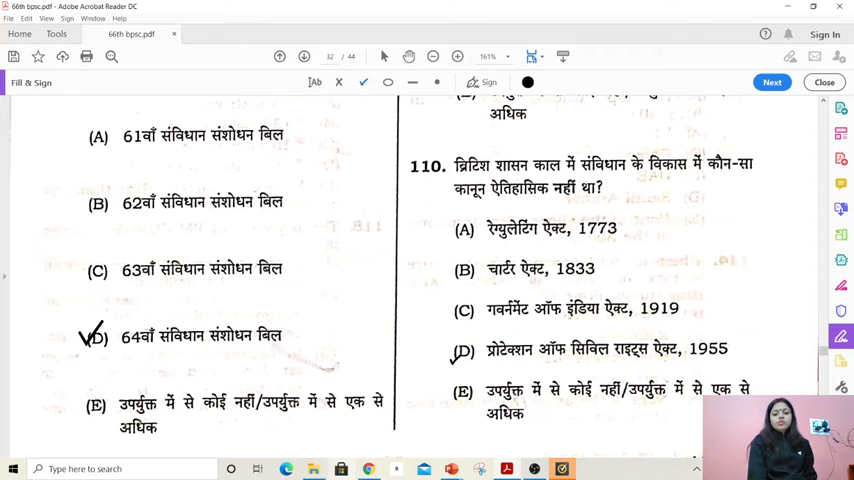 66th bpsc.pdf - Adobe Acrobat Reader DC
File Edit View Sign Window Help
Home Tools 66th bpsc.pdf × Sign In
32 / 44 161%
Fill & Sign Ab Sign Next Close
(A) 61वाँ संविधान संशोधन बिल
(B) 62वाँ संविधान संशोधन बिल
(C) 63वाँ संविधान संशोधन बिल
(D) 64वाँ संविधान संशोधन बिल
(E) उपर्युक्त में से कोई नहीं/उपर्युक्त में से एक से
अधिक
अधिक
110. ब्रिटिश शासन काल में संविधान के विकास में कौन-सा
कानून ऐतिहासिक नहीं था?
(A) रेग्युलेटिंग ऐक्ट, 1773
(B) चार्टर ऐक्ट, 1833
(C) गवर्नमेंट ऑफ इंडिया ऐक्ट, 1919
(D) प्रोटेक्शन ऑफ सिविल राइट्स ऐक्ट, 1955
(E) उपर्युक्त में से कोई नहीं/उपर्युक्त में से एक से
अधिक
Type here to search